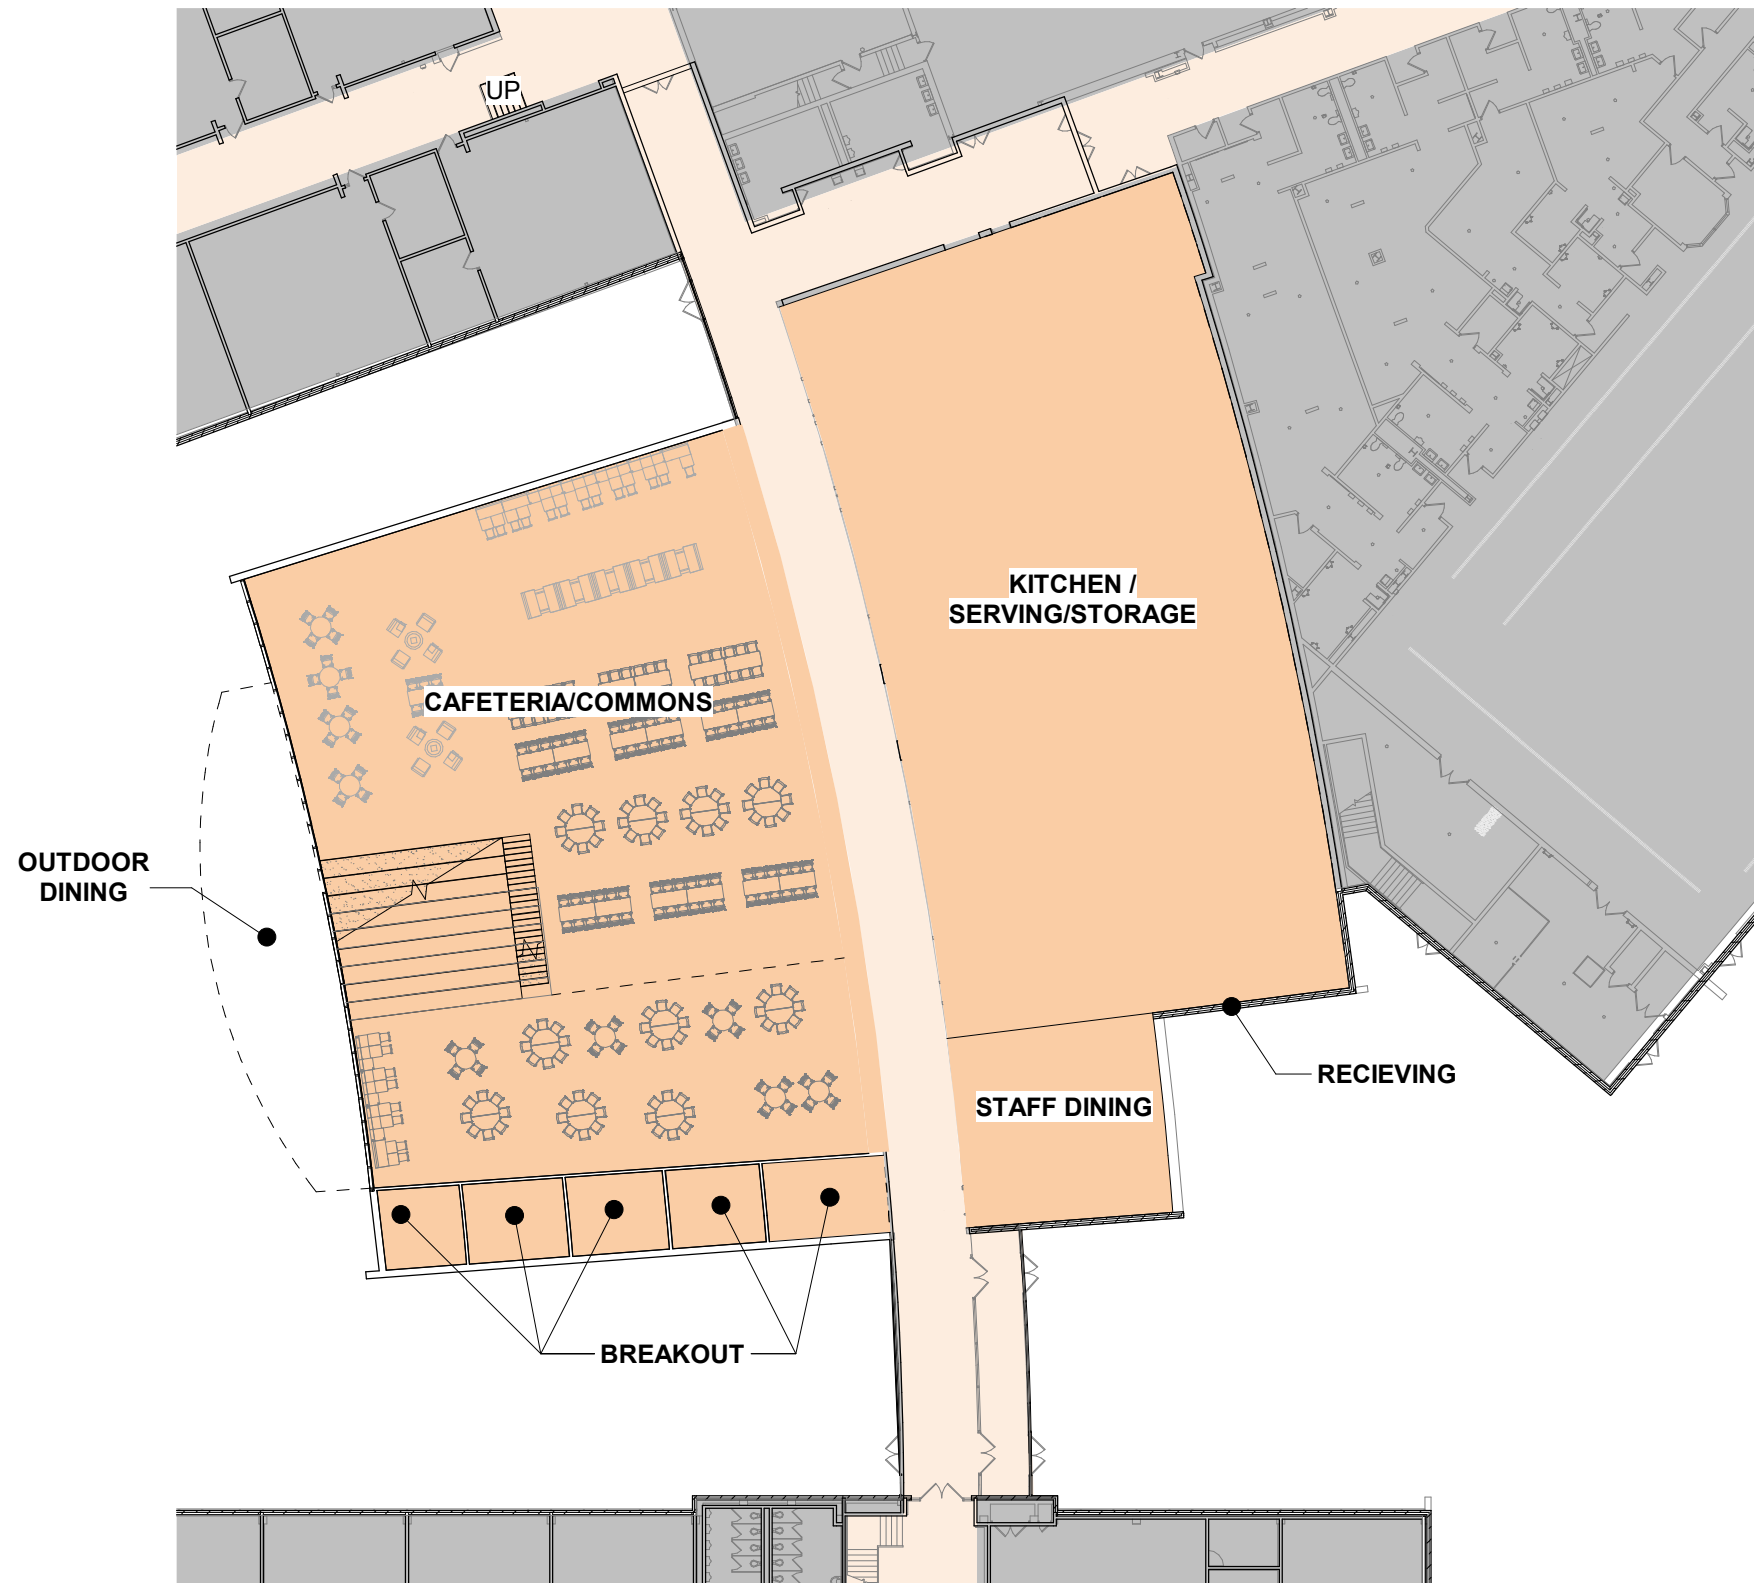 UP
KITCHEN /
SERVING/STORAGE
CAFETERIA/COMMONS
OUTDOOR
DINING
RECIEVING
STAFF DINING
BREAKOUT